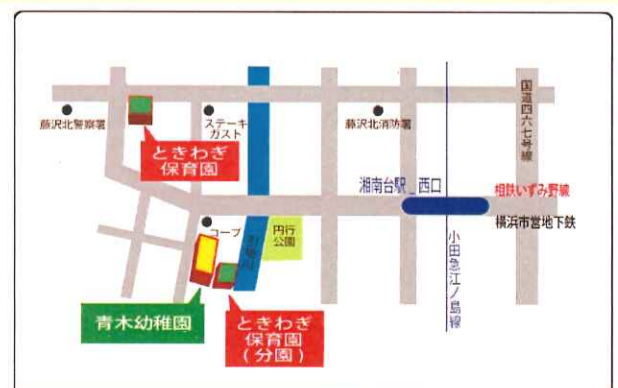 国道四六七号線
藤沢北警察署
ステーキ
ガスト
藤沢北消防署
ときわぎ
保育園
湘南台駅
西口
相鉄いずみ野線
横浜市営地下鉄
コープ
円行
公園
小田急江ノ島線
青木幼稚園
ときわぎ
保育園
(分園)